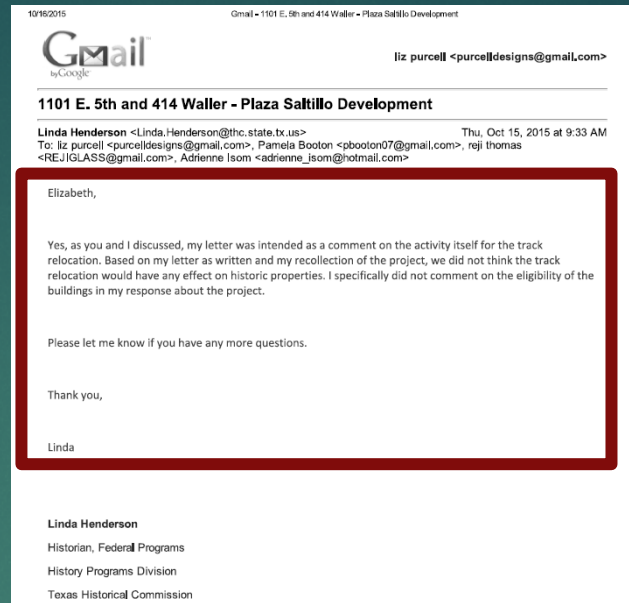 10/16/2015 Gmail - 1101 E. 5th and 414 Waller - Plaza Saltillo Development
Gmail
by Google
liz purcell <purcelldesigns@gmail.com>
1101 E. 5th and 414 Waller - Plaza Saltillo Development
Linda Henderson <Linda.Henderson@thc.state.tx.us> Thu, Oct 15, 2015 at 9:33 AM
To: liz purcell <purcelldesigns@gmail.com>, Pamela Booton <pbooton07@gmail.com>, reji thomas
<REJIGLASS@gmail.com>, Adrienne Isom <adrienne_isom@hotmail.com>
Elizabeth,
Yes, as you and I discussed, my letter was intended as a comment on the activity itself for the track
relocation. Based on my letter as written and my recollection of the project, we did not think the track
relocation would have any effect on historic properties. I specifically did not comment on the eligibility of the
buildings in my response about the project.
Please let me know if you have any more questions.
Thank you,
Linda
Linda Henderson
Historian, Federal Programs
History Programs Division
Texas Historical Commission